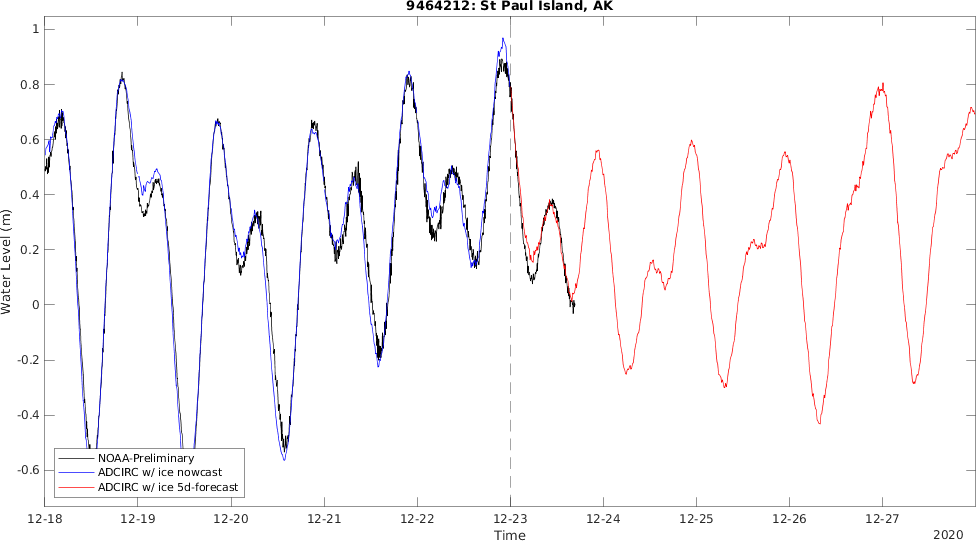 9464212: St Paul Island, AK
1
0.8
0.6
0.4
0.2
0
-0.2
-0.4
-0.6
Water Level (m)
NOAA-Preliminary
ADCIRC w/ ice nowcast
ADCIRC w/ ice 5d-forecast
12-18 12-19 12-20 12-21 12-22 12-23 12-24 12-25 12-26 12-27
Time
2020